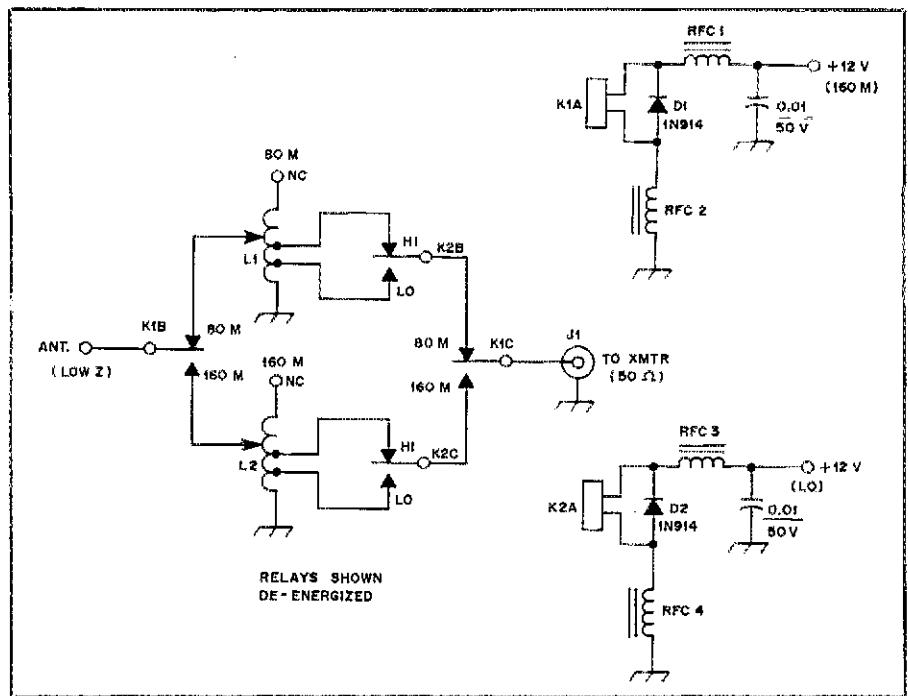 RFC 1
+12 V
(160 M)
K1A
D1
1N914
0.01
50 V
RFC 2
80 M
NC
L1
HI
K2B
LO
80 M
K1B
ANT.
(LOW Z)
160 M
160 M
NC
80 M
K1C
160 M
J1
TO XMTR
(50 Ω)
L2
HI
K2C
LO
RFC 3
+12 V
(LO)
K2A
D2
1N914
0.01
50 V
RFC 4
RELAYS SHOWN
DE-ENERGIZED